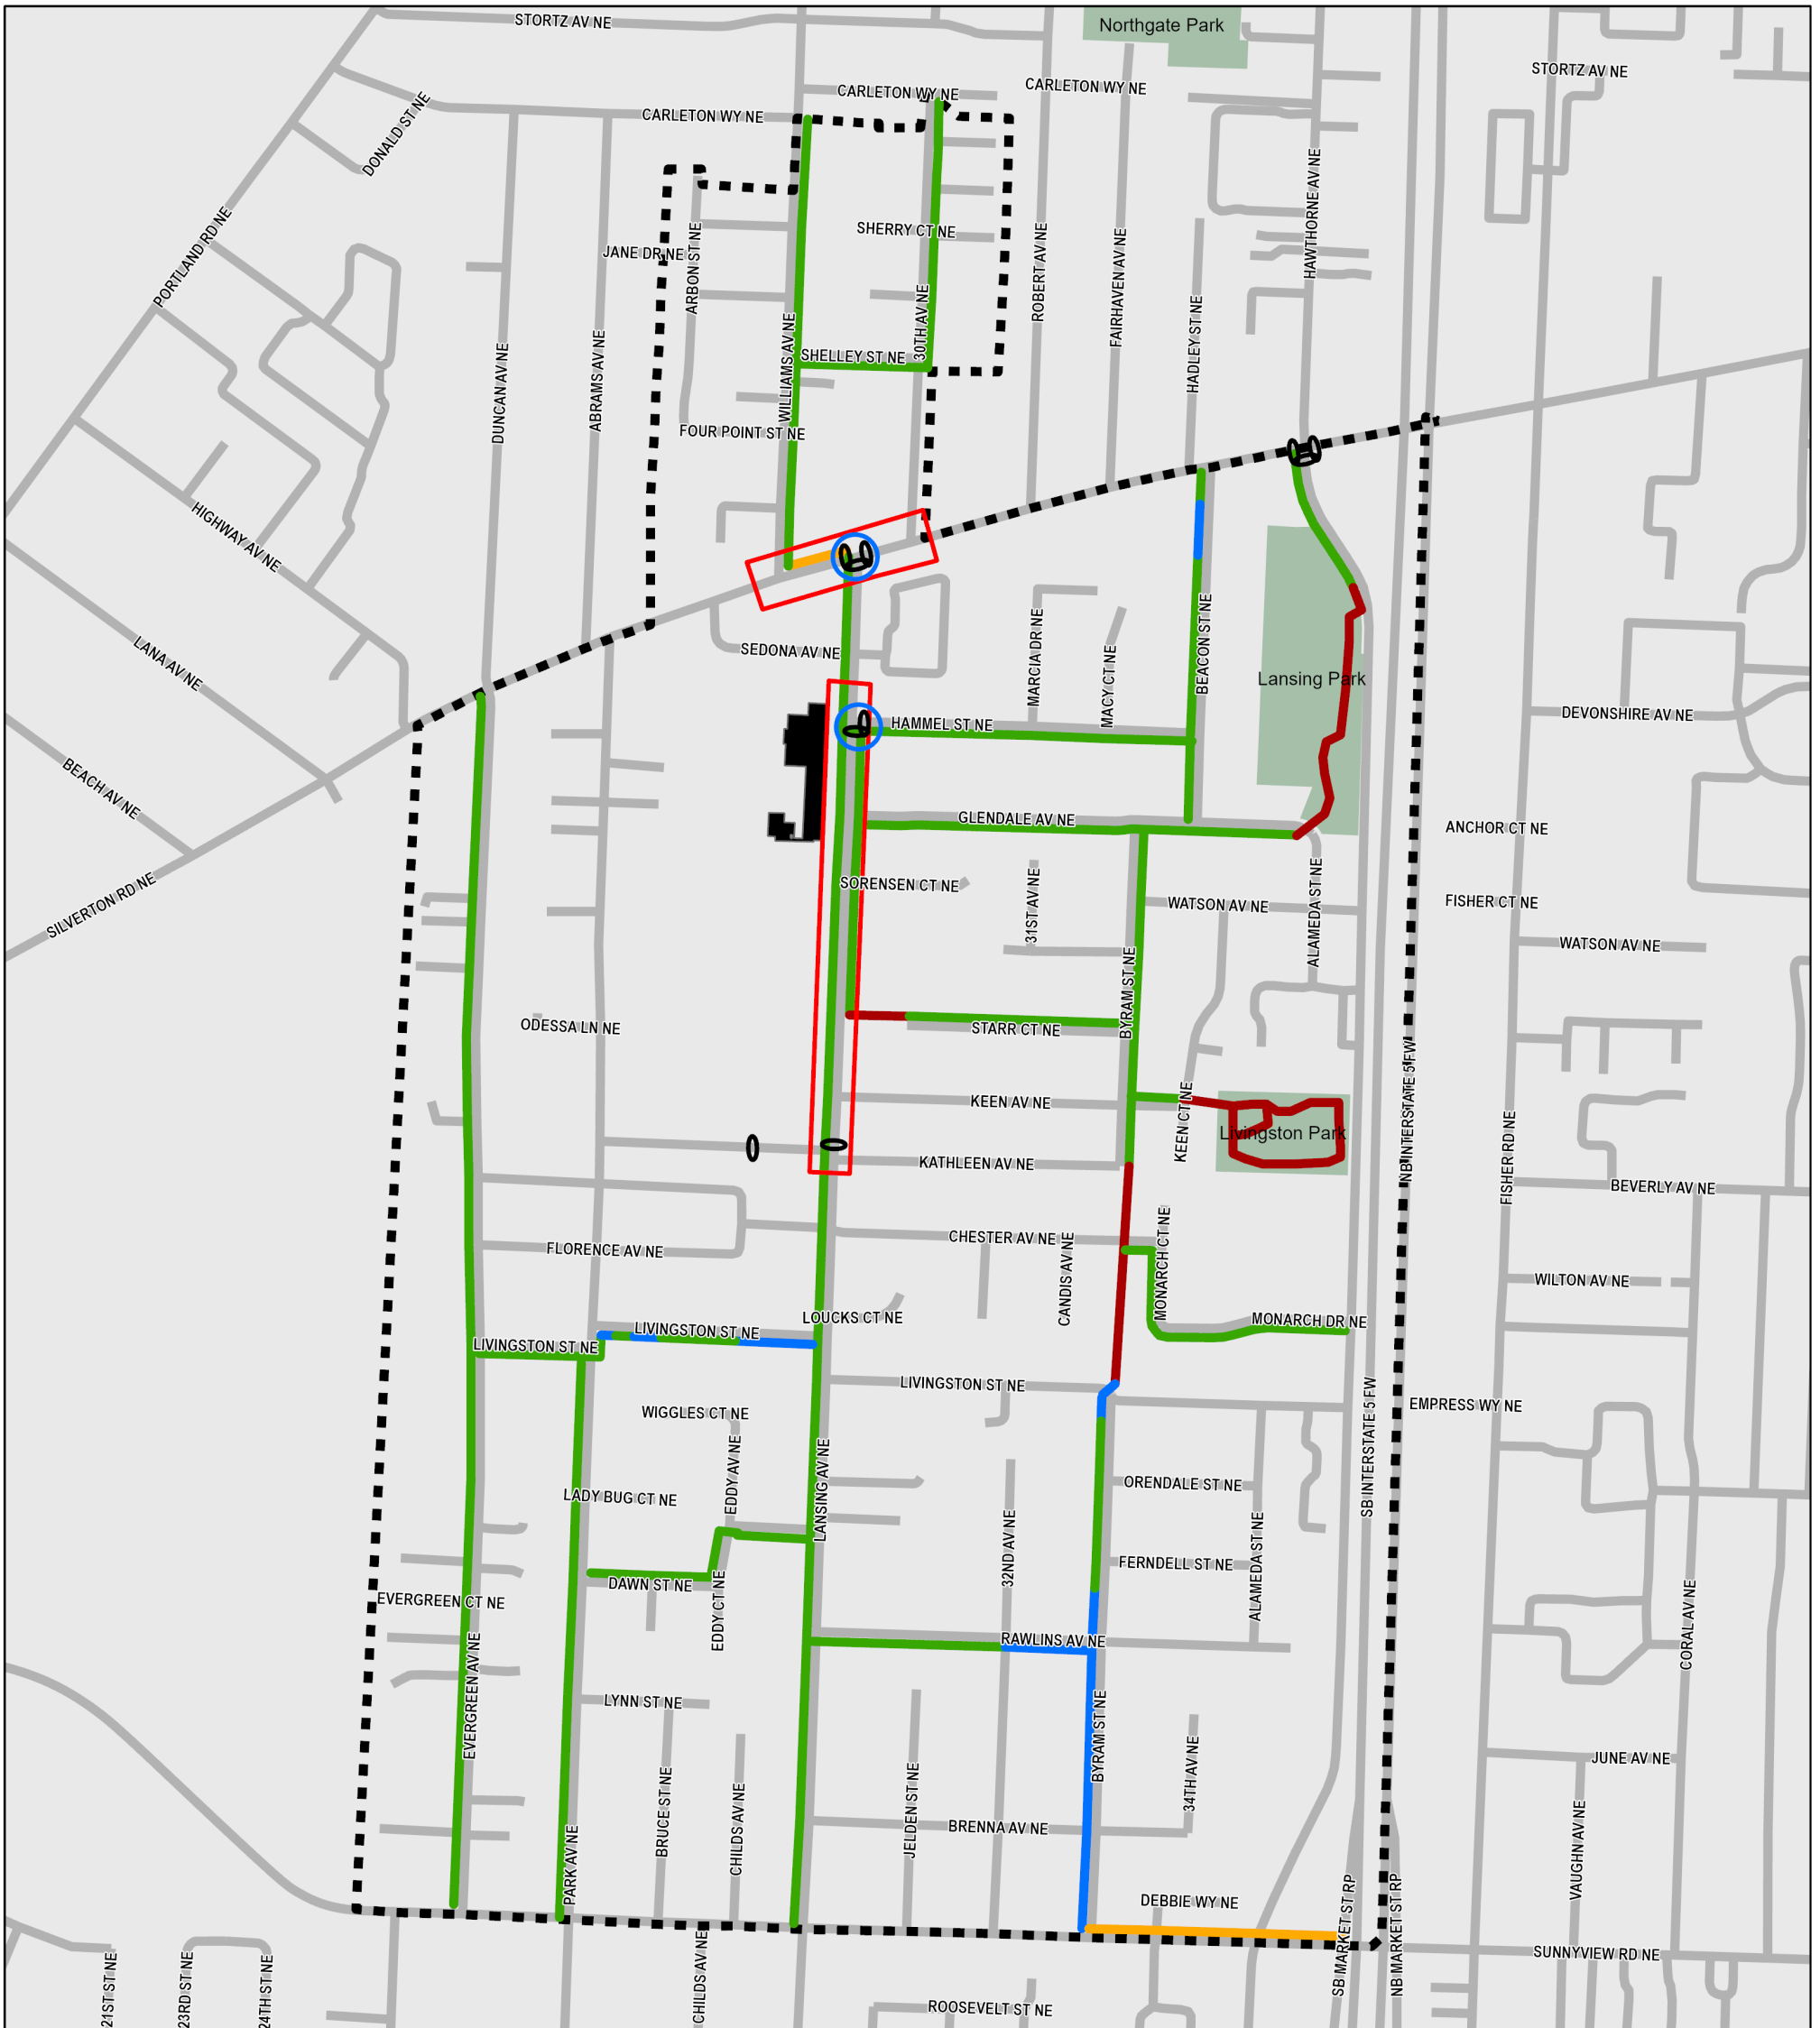 STORTZ AV NE
Northgate Park
STORTZ AV NE
CARLETON WY NE
CARLETON WY NE
CARLETON WY NE
DONALD ST NE
PORTLAND RD NE
JANE DR NE
ARBON ST NE
SHERRY CT NE
ROBERT AV NE
FAIRHAVEN AV NE
HADLEY ST NE
HAWTHORNE AV NE
DUNCAN AV NE
ABRAMS AV NE
WILLIAMS AV NE
30TH AV NE
SHELLEY ST NE
FOUR POINT ST NE
HIGHWAY AV NE
LANA AV NE
BEACH AV NE
SILVERTON RD NE
SEDONA AV NE
MARCIA DR NE
MACY CT NE
BEACON ST NE
Lansing Park
HAMMEL ST NE
DEVONSHIRE AV NE
GLENDALE AV NE
ANCHOR CT NE
SORENSEN CT NE
31ST AV NE
WATSON AV NE
ALAMEDA ST NE
FISHER CT NE
WATSON AV NE
BYRAM ST NE
ODESSA LN NE
STARR CT NE
KEEN AV NE
KEEN CT NE
Livingston Park
NB INTERSTATE 5 FW
FISHER RD NE
KATHLEEN AV NE
BEVERLY AV NE
FLORENCE AV NE
CHESTER AV NE
CANDIS AV NE
MONARCH CT NE
WILTON AV NE
LOUCKS CT NE
MONARCH DR NE
LIVINGSTON ST NE
LIVINGSTON ST NE
LIVINGSTON ST NE
WIGGLES CT NE
EDDY AV NE
LANSING AV NE
SB INTERSTATE 5 FW
EMPRESS WY NE
LADY BUG CT NE
ORENDALE ST NE
32ND AV NE
FERNDELL ST NE
ALAMEDA ST NE
DAWN ST NE
EDDY CT NE
EVERGREEN CT NE
EVERGREEN AV NE
CORAL AV NE
RAWLINS AV NE
LYNN ST NE
BYRAM ST NE
34TH AV NE
JUNE AV NE
BRUCE ST NE
CHILDS AV NE
JELDEN ST NE
BRENNA AV NE
VAUGHN AV NE
PARK AV NE
DEBBIE WY NE
SB MARKET ST RP
NB MARKET ST RP
SUNNYVIEW RD NE
21ST ST NE
23RD ST NE
24TH ST NE
CHILDS AV NE
ROOSEVELT ST NE